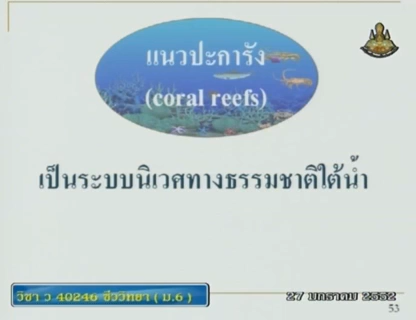 แนวปะการัง
(coral reefs)
เป็นระบบนิเวศทางธรรมชาติใต้น้ำ
วิชา ว 40246 ชีววิทยา ( ม.6 )
27 มกราคม 2552
53